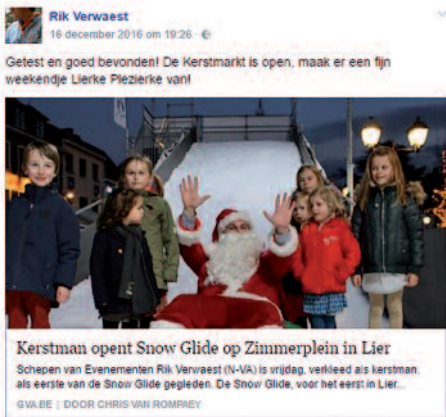 Rik Verwaest
16 december 2016 om 19:26 ·
Getest en goed bevonden! De Kerstmarkt is open, maak er een fijn
weekendje Lierke Plezierke van!
Kerstman opent Snow Glide op Zimmerplein in Lier
Schepen van Evenementen Rik Verwaest (N-VA) is vrijdag, verkleed als kerstman,
als eerste van de Snow Glide gegleden. De Snow Glide, voor het eerst in Lier...
GVA.BE | DOOR CHRIS VAN ROMPAEY